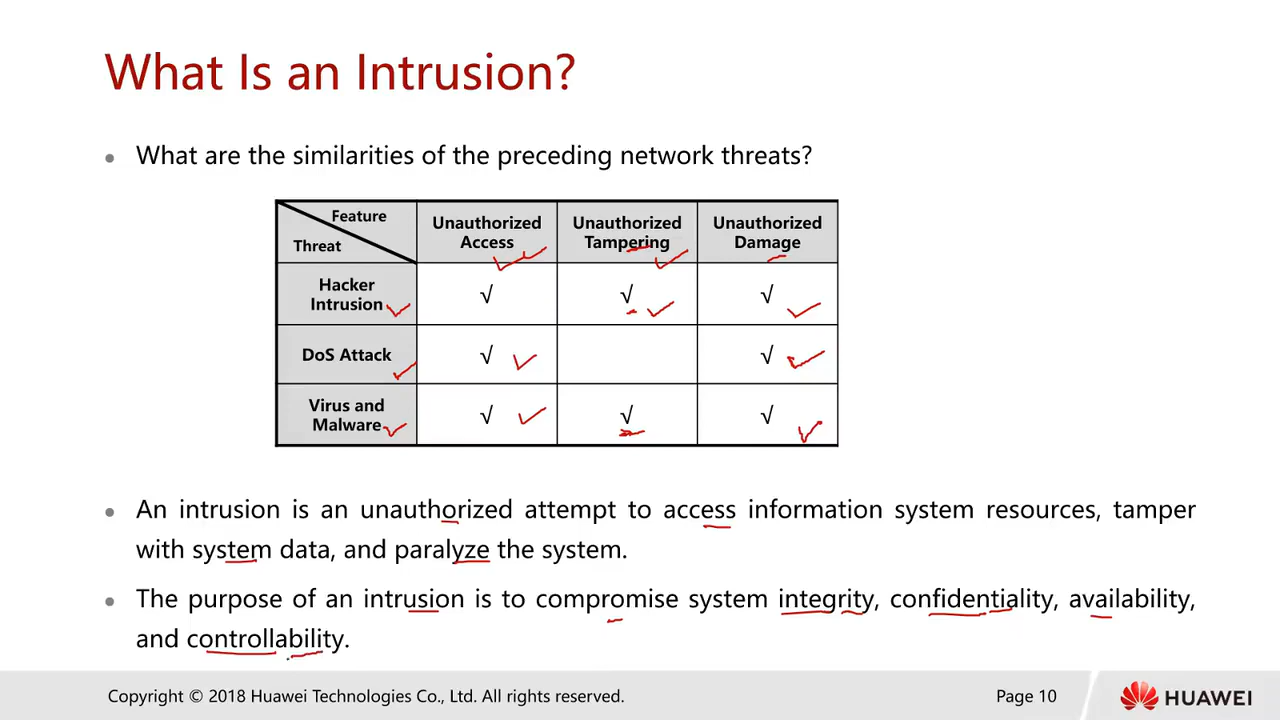 What Is an Intrusion?
What are the similarities of the preceding network threats?
Feature
Threat
Unauthorized
Access
Unauthorized
Tampering
Unauthorized
Damage
Hacker
Intrusion
√ √ √
DoS Attack √ √
Virus and
Malware
√ √ √
An intrusion is an unauthorized attempt to access information system resources, tamper
with system data, and paralyze the system.
The purpose of an intrusion is to compromise system integrity, confidentiality, availability,
and controllability.
Copyright © 2018 Huawei Technologies Co., Ltd. All rights reserved.
Page 10
HUAWEI